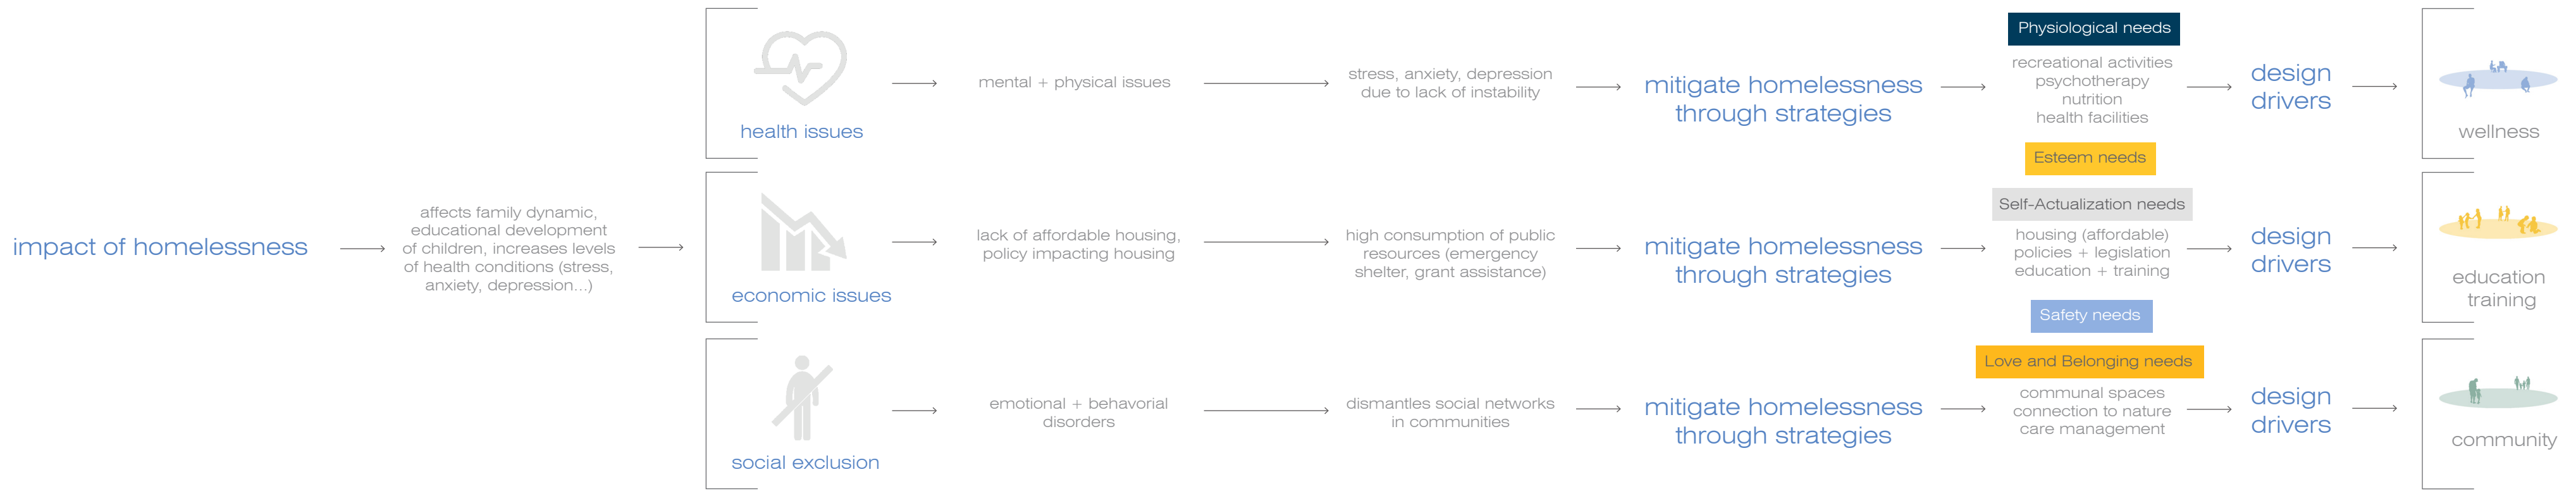 impact of homelessness
affects family dynamic,
educational development
of children, increases levels
of health conditions (stress,
anxiety, depression...)
health issues
mental + physical issues
stress, anxiety, depression
due to lack of instability
mitigate homelessness
through strategies
Physiological needs
recreational activities
psychotherapy
nutrition
health facilities
design
drivers
wellness
economic issues
lack of affordable housing,
policy impacting housing
high consumption of public
resources (emergency
shelter, grant assistance)
mitigate homelessness
through strategies
Esteem needs
Self-Actualization needs
housing (affordable)
policies + legislation
education + training
design
drivers
education
training
social exclusion
emotional + behavorial
disorders
dismantles social networks
in communities
mitigate homelessness
through strategies
Safety needs
Love and Belonging needs
communal spaces
connection to nature
care management
design
drivers
community